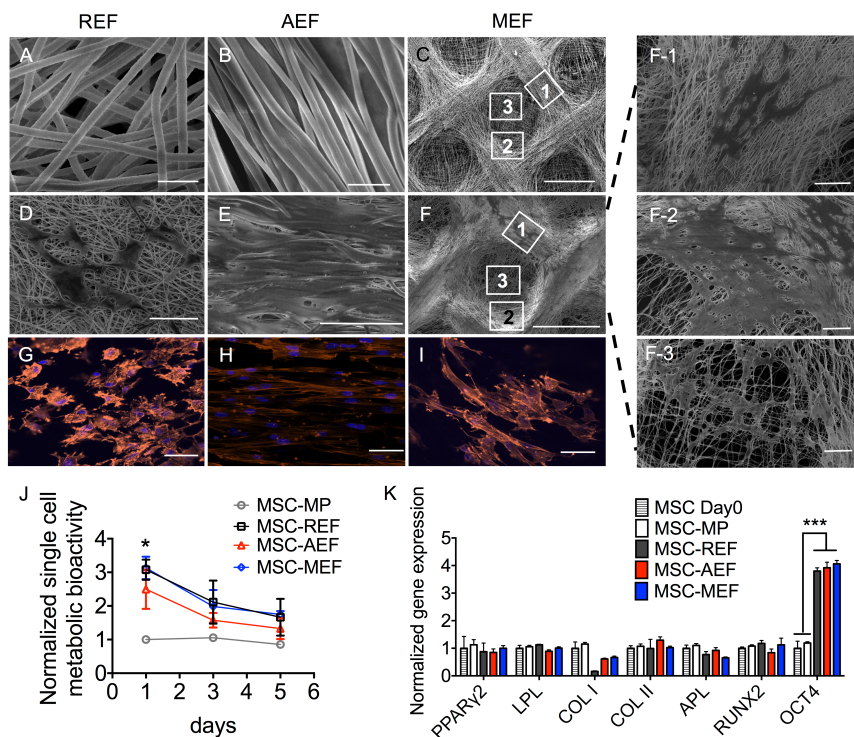 REF AEF MEF
A B C F-1
1
3
2
D E F F-2
1
3
2
G H I F-3
J K
Normalized single cell
metabolic bioactivity
4
3
2
1
0
*
MSC-MP
MSC-REF
MSC-AEF
MSC-MEF
0 1 2 3 4 5 6
days
Normalized gene expression
5
4
3
2
1
0
MSC Day0
MSC-MP
MSC-REF
MSC-AEF
MSC-MEF
***
PPARγ2 LPL COL I COL II APL RUNX2 OCT4